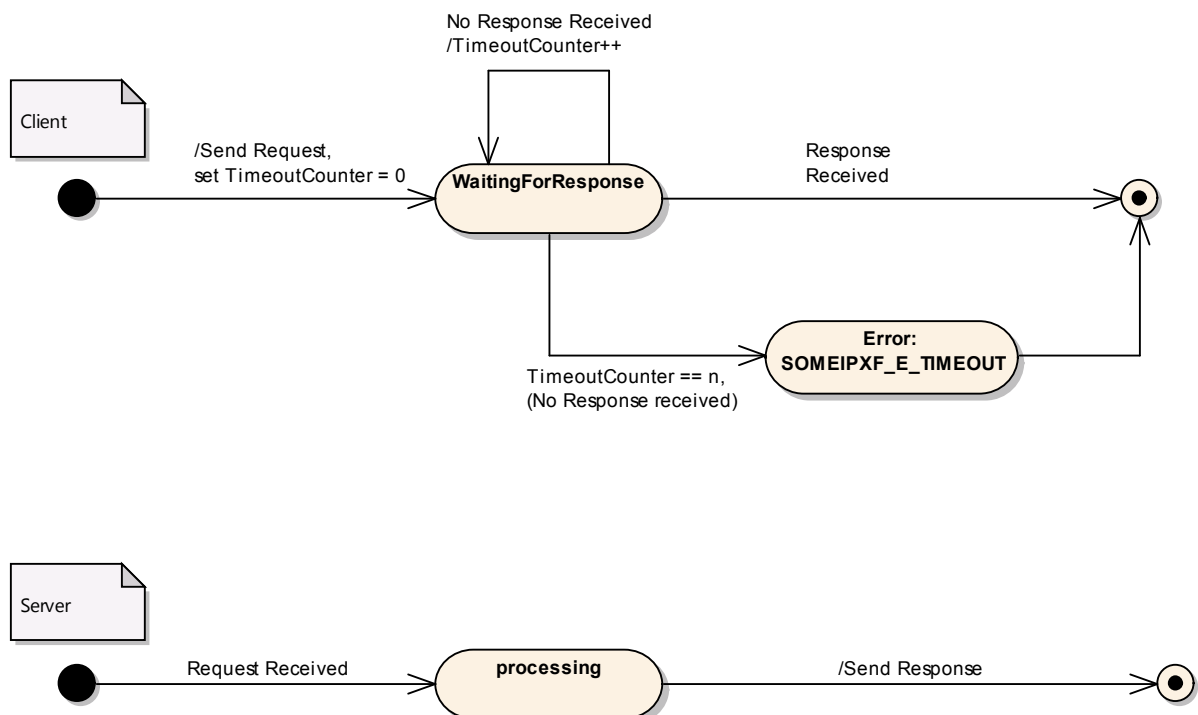 No Response Received
/TimeoutCounter++
Client
/Send Request,
set TimeoutCounter = 0
WaitingForResponse
Response
Received
Error:
SOMEIPXF_E_TIMEOUT
TimeoutCounter == n,
(No Response received)
Server
Request Received
processing
/Send Response